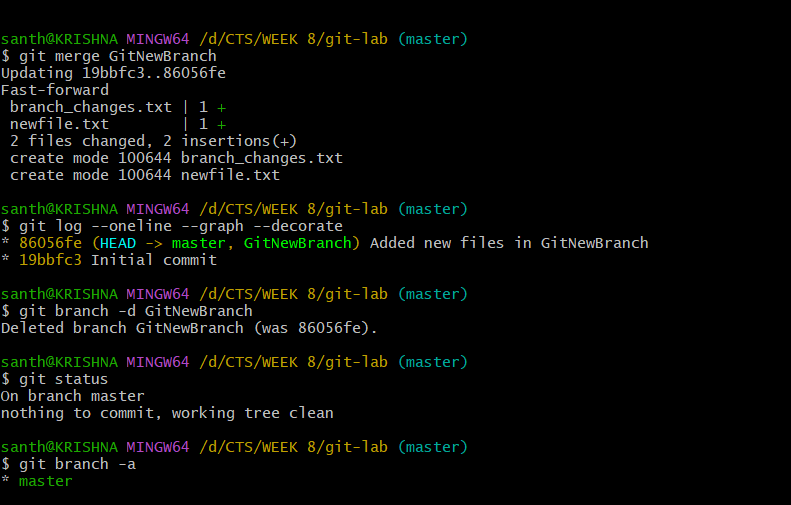 santh@KRISHNA MINGW64 /d/CTS/WEEK 8/git-lab (master)
$ git merge GitNewBranch
Updating 19bbfc3..86056fe
Fast-forward
 branch_changes.txt | 1 +
 newfile.txt        | 1 +
 2 files changed, 2 insertions(+)
 create mode 100644 branch_changes.txt
 create mode 100644 newfile.txt
santh@KRISHNA MINGW64 /d/CTS/WEEK 8/git-lab (master)
$ git log --oneline --graph --decorate
* 86056fe (HEAD -> master, GitNewBranch) Added new files in GitNewBranch
* 19bbfc3 Initial commit
santh@KRISHNA MINGW64 /d/CTS/WEEK 8/git-lab (master)
$ git branch -d GitNewBranch
Deleted branch GitNewBranch (was 86056fe).
santh@KRISHNA MINGW64 /d/CTS/WEEK 8/git-lab (master)
$ git status
On branch master
nothing to commit, working tree clean
santh@KRISHNA MINGW64 /d/CTS/WEEK 8/git-lab (master)
$ git branch -a
* master